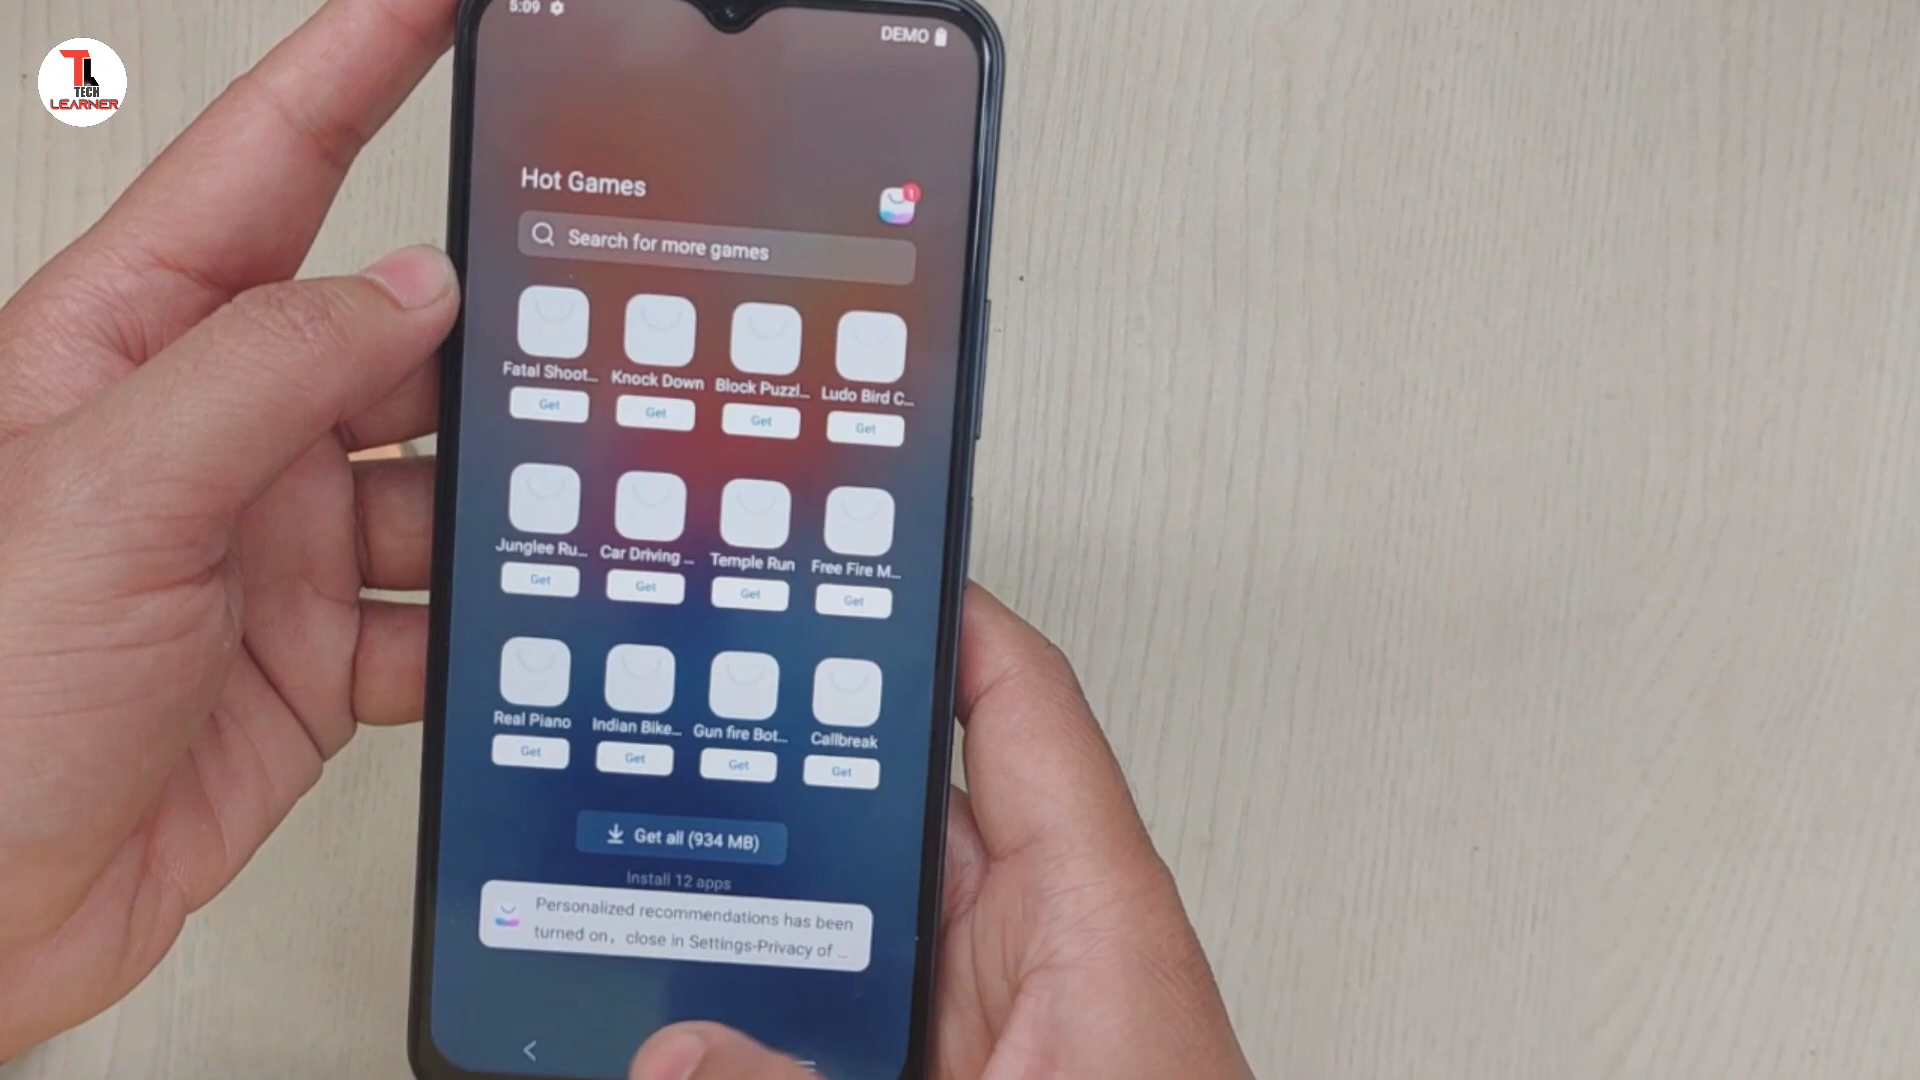 TL
TECH
LEARNER
5:09
DEMO
Hot Games
1
Search for more games
Fatal Shoot... Knock Down Block Puzzl... Ludo Bird C...
Get Get Get Get
Junglee Ru... Car Driving ... Temple Run Free Fire M...
Get Get Get Get
Real Piano Indian Bike... Gun fire Bot... Callbreak
Get Get Get Get
Get all (934 MB)
Install 12 apps
Personalized recommendations has been
turned on, close in Settings-Privacy of ...